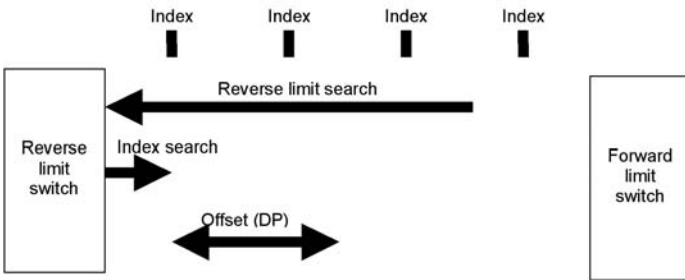 Index Index Index Index
Reverse limit search
Reverse
limit
switch
Index search
Forward
limit
switch
Offset (DP)